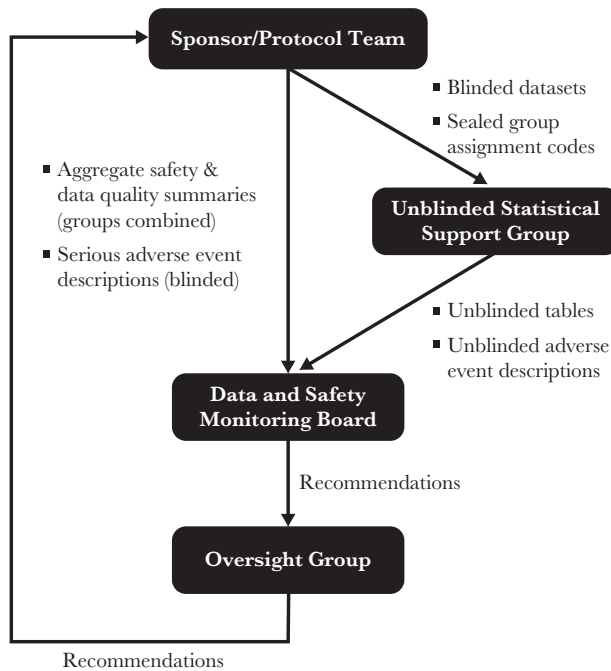 Sponsor/Protocol Team
▪ Blinded datasets
▪ Sealed group
assignment codes
▪ Aggregate safety &
data quality summaries
(groups combined)
▪ Serious adverse event
descriptions (blinded)
Unblinded Statistical
Support Group
▪ Unblinded tables
▪ Unblinded adverse
event descriptions
Data and Safety
Monitoring Board
Recommendations
Oversight Group
Recommendations